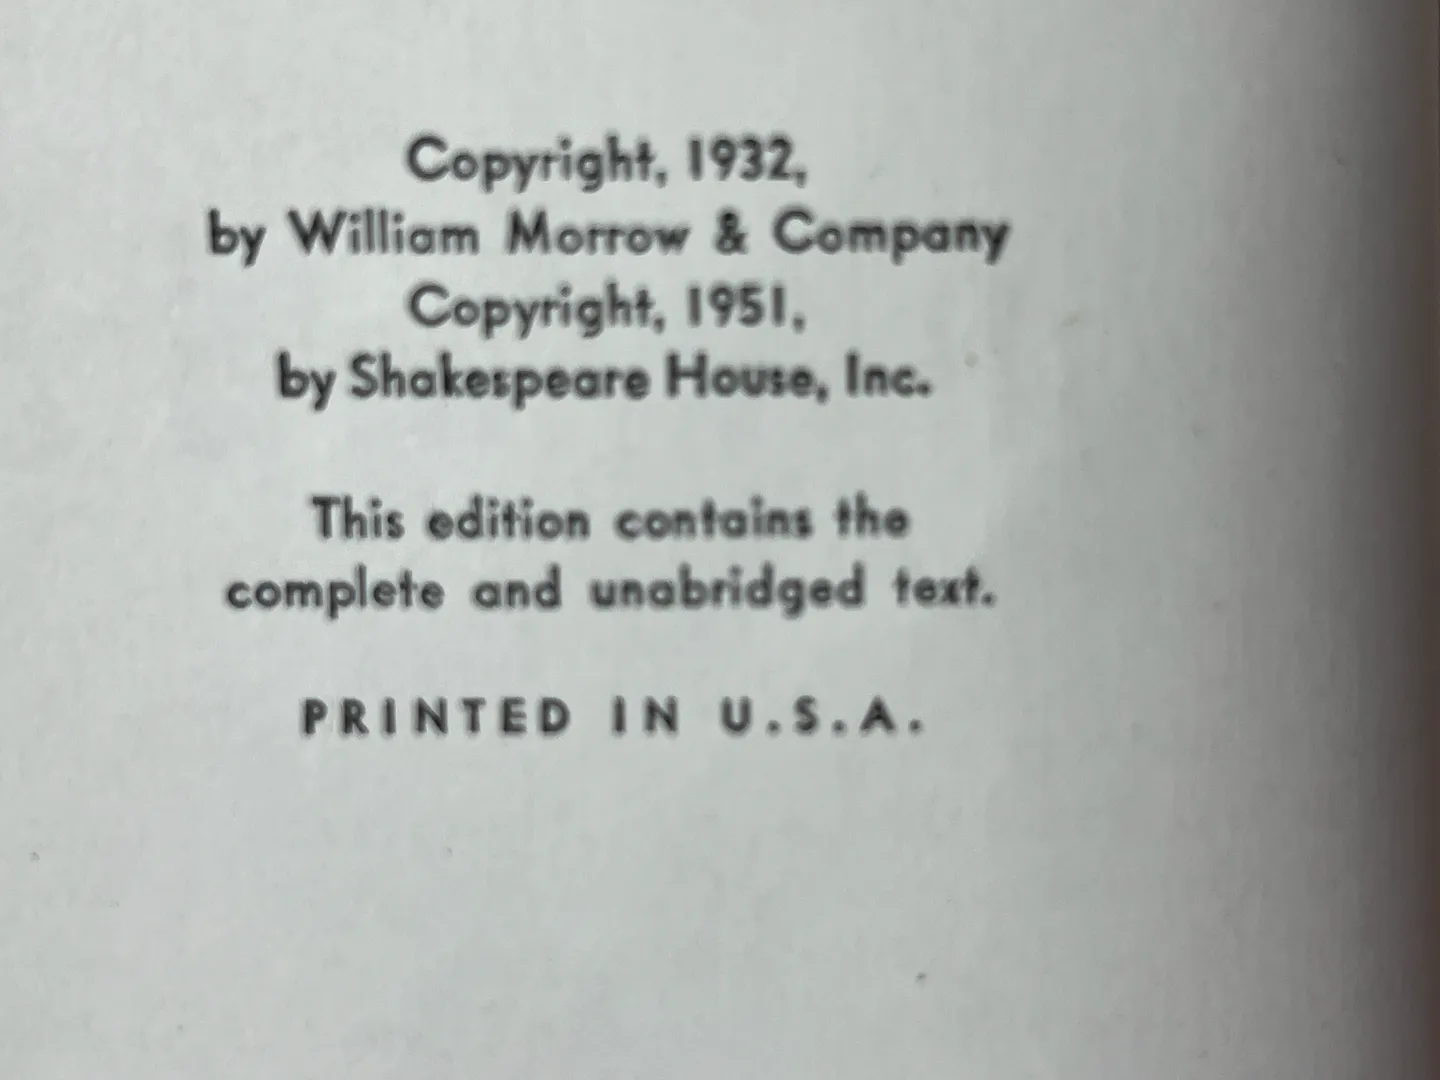 Copyright, 1932,
by William Morrow & Company
Copyright, 1951,
by Shakespeare House, Inc.
This edition contains the
complete and unabridged text.
PRINTED IN U.S.A.